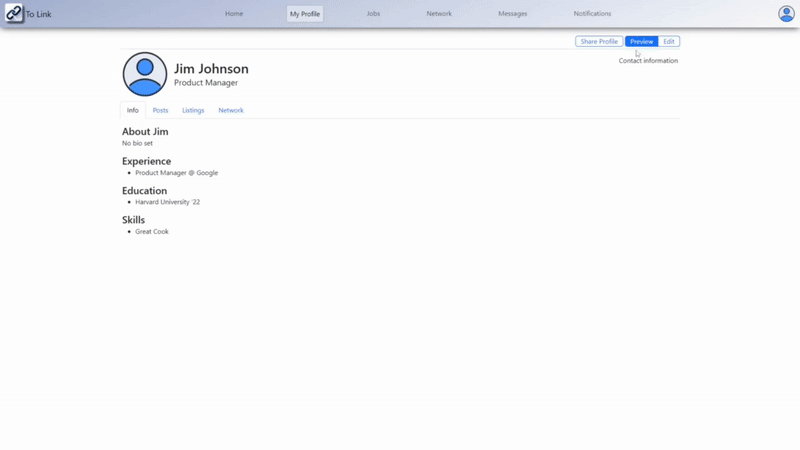 To Link
Home My Profile Jobs Network Messages Notifications
Share Profile Preview Edit
Jim Johnson
Product Manager
Contact information
Info Posts Listings Network
About Jim
No bio set
Experience
Product Manager @ Google
Education
Harvard University '22
Skills
Great Cook